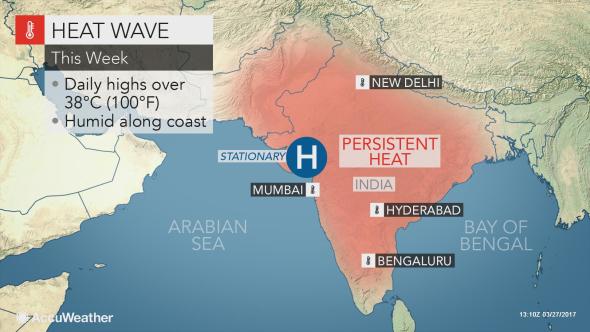 HEAT WAVE
This Week
• Daily highs over
38°C (100°F)
• Humid along coast
NEW DELHI
STATIONARY
H
PERSISTENT
HEAT
MUMBAI
INDIA
HYDERABAD
ARABIAN
SEA
BAY OF
BENGAL
BENGALURU
AccuWeather
13:10Z 03/27/2017